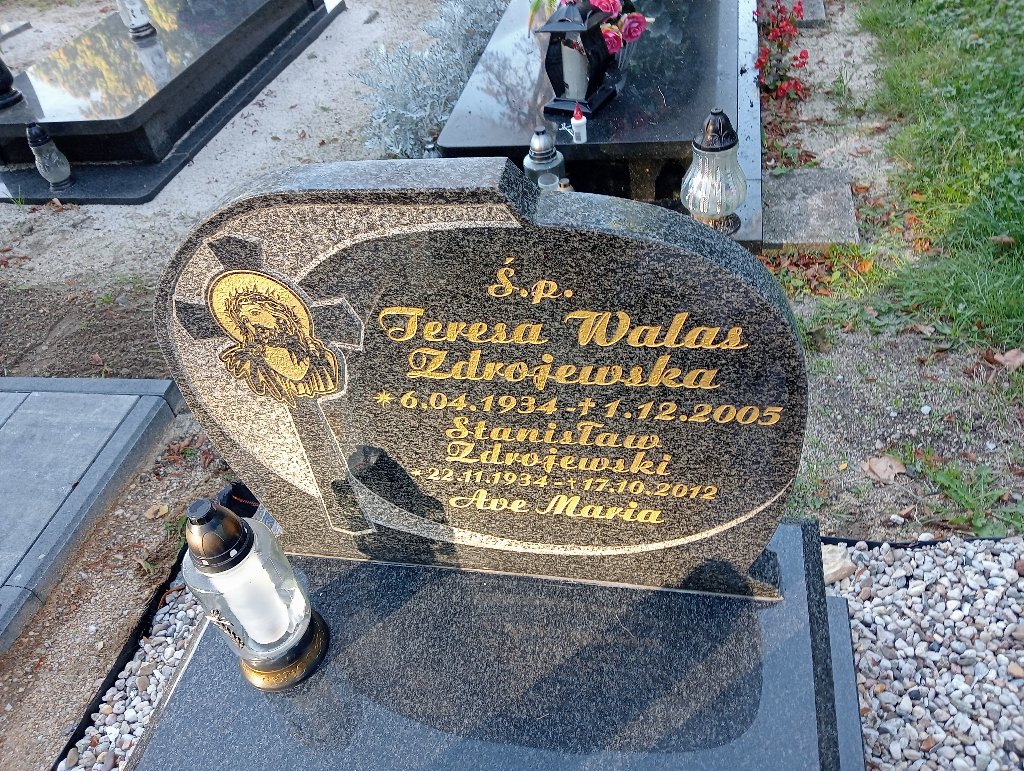 Ś.p.
Teresa Walas
Zdrojewska
* 6.04.1934 - † 1.12.2005
Stanisław
Zdrojewski
* 22.11.1934 - † 17.10.2012
Ave Maria